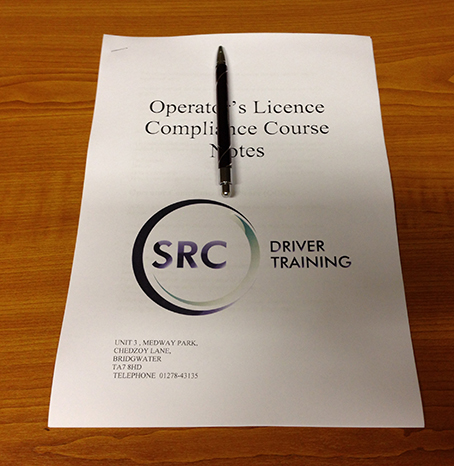 Operator's Licence
Compliance Course
Notes
SRC
DRIVER
TRAINING
UNIT 3 , MEDWAY PARK,
CHEDZOY LANE,
BRIDGWATER
TA7 8HD
TELEPHONE 01278-43135